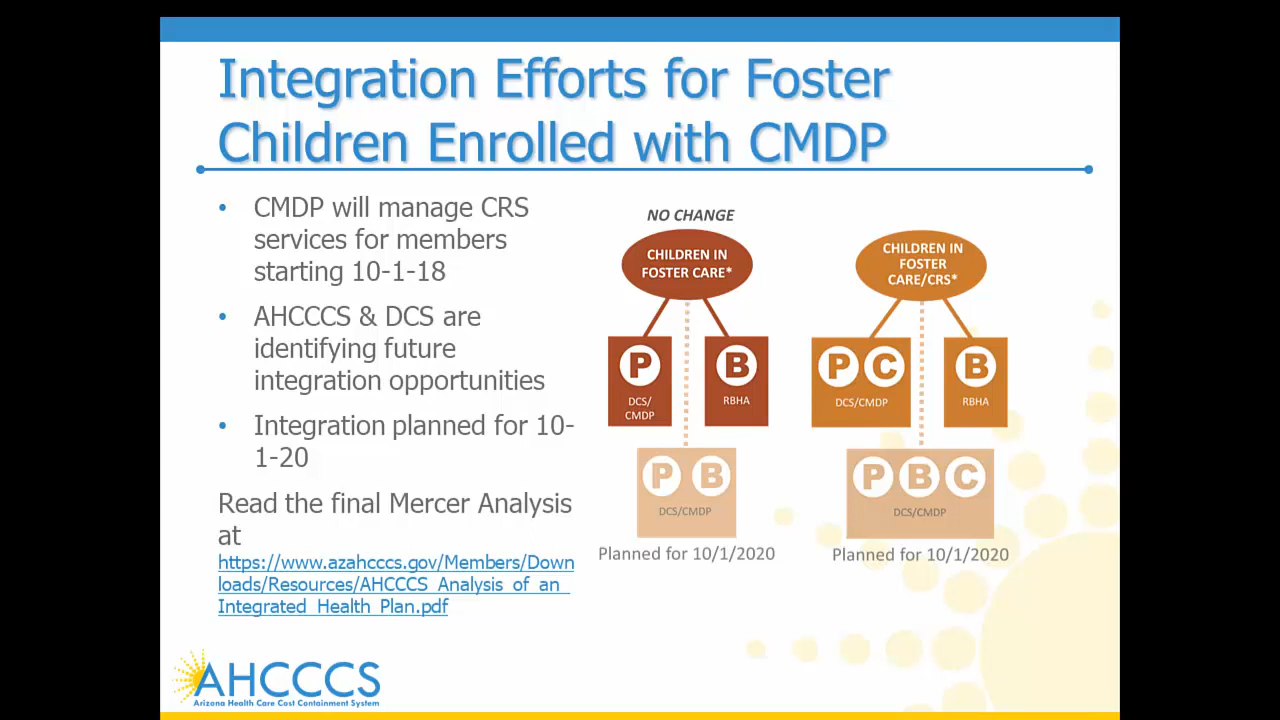 Integration Efforts for Foster
Children Enrolled with CMDP
• CMDP will manage CRS
services for members
starting 10-1-18
• AHCCCS & DCS are
identifying future
integration opportunities
• Integration planned for 10-
1-20
Read the final Mercer Analysis
at
https://www.azahcccs.gov/Members/Down
loads/Resources/AHCCCS_Analysis_of_an_
Integrated_Health_Plan.pdf
NO CHANGE
CHILDREN IN
FOSTER CARE*
P
DCS/
CMDP
B
RBHA
P B
DCS/CMDP
Planned for 10/1/2020
CHILDREN IN
FOSTER
CARE/CRS*
P C
DCS/CMDP
B
RBHA
P B C
DCS/CMDP
Planned for 10/1/2020
AHCCCS
Arizona Health Care Cost Containment System